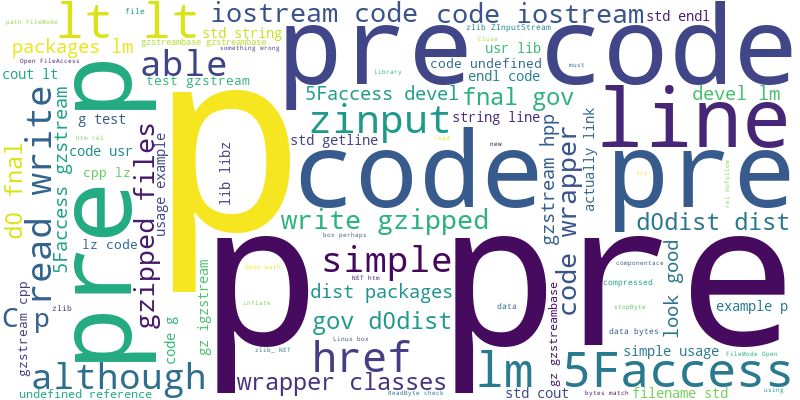 path FileMode
file
lt lt
iostream code
code iostream
std endl
packages lm
std string
gzstreambase gzstreambase
something wrong
zlib ZInputStream
Close
usr lib
pre code
cout lt
Open FileAccess
able
library
code undefined
endl code
must
test gzstream
5Faccess devel
fnal gov
devel lm
line
p
pre p
g test
zinput
string line
code usr
htm rel
std getline
read
new
d0 fnal
read write
5Faccess gzstream
cpp lz
gzipped files
usage example
lib libz
code pre
gzstream hpp
code wrapper
actually link
try
rel nofollow
write gzipped
d0dist dist
box perhaps
lz code
p pre
simple
Open path
NET htm
componentace
compressed
look good
C p
gzstream cpp
zlib
code g
gz igzstream
dist packages
inflate
data
gz gzstreambase
stopByte
example p
gov d0dist
Linux box
data bytes
zlib_ NET
href
simple usage
FileMode Open
although
wrapper classes
lm 5Faccess
undefined reference
ReadByte check
std cout
bytes match
filename std
using